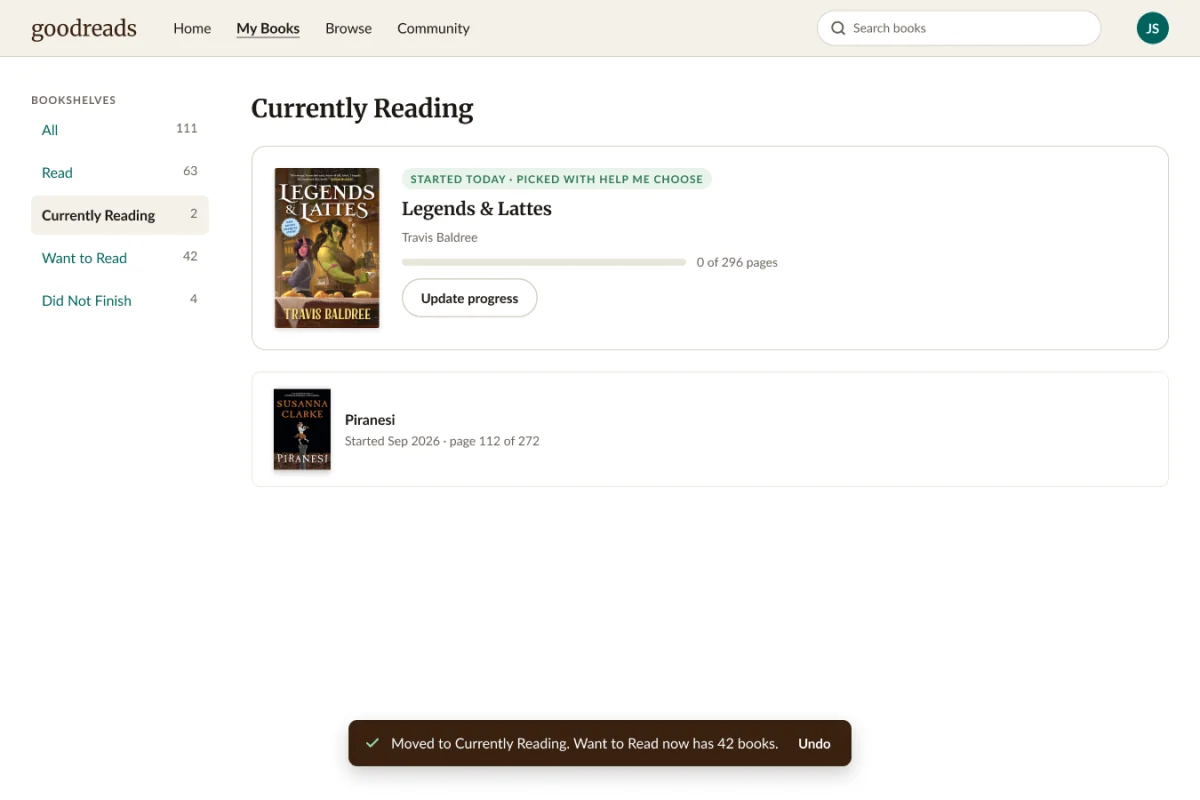 goodreads
Home
My Books
Browse
Community
Search books
JS
BOOKSHELVES
All 111
Read 63
Currently Reading 2
Want to Read 42
Did Not Finish 4
Currently Reading
LEGENDS
& LATTES
TRAVIS BALDREE
STARTED TODAY · PICKED WITH HELP ME CHOOSE
Legends & Lattes
Travis Baldree
0 of 296 pages
Update progress
SUSANNA
CLARKE
PIRANESI
Piranesi
Started Sep 2026 · page 112 of 272
Moved to Currently Reading. Want to Read now has 42 books. Undo